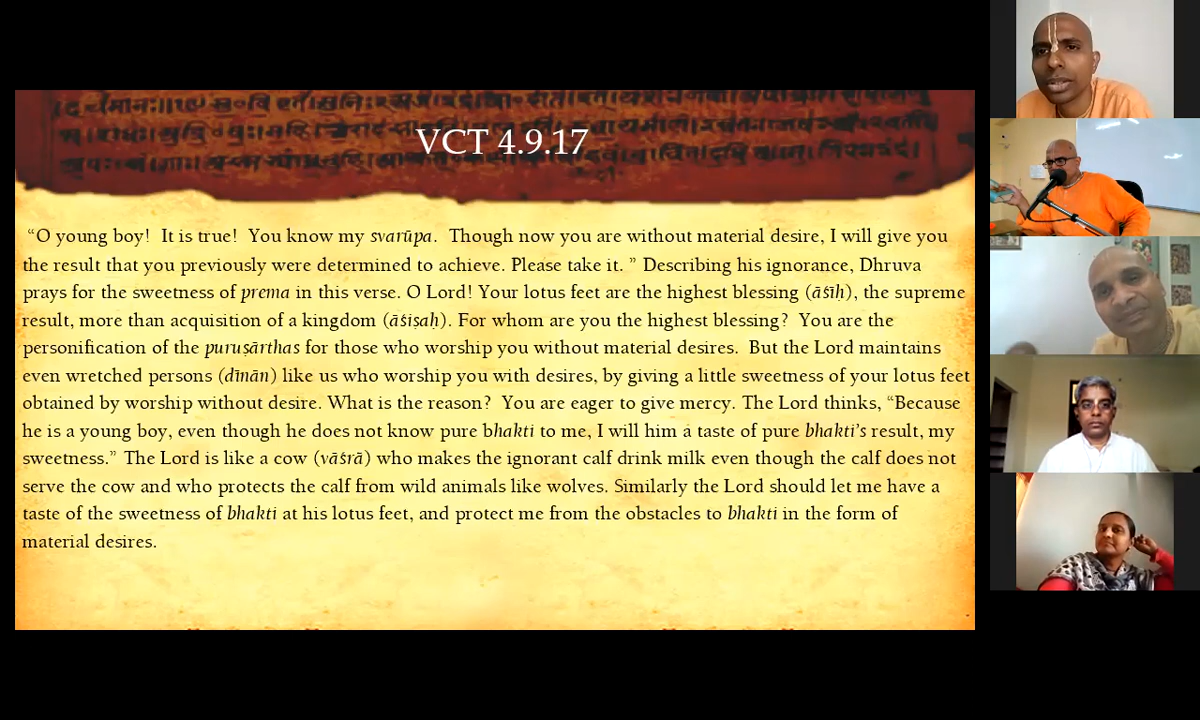 VCT 4.9.17
“O young boy!  It is true!  You know my svarūpa.  Though now you are without material desire, I will give you
the result that you previously were determined to achieve. Please take it. ” Describing his ignorance, Dhruva
prays for the sweetness of prema in this verse. O Lord! Your lotus feet are the highest blessing (āśīḥ), the supreme
result, more than acquisition of a kingdom (āśiṣaḥ). For whom are you the highest blessing?  You are the
personification of the puruṣārthas for those who worship you without material desires.  But the Lord maintains
even wretched persons (dīnān) like us who worship you with desires, by giving a little sweetness of your lotus feet
obtained by worship without desire. What is the reason?  You are eager to give mercy. The Lord thinks, “Because
he is a young boy, even though he does not know pure bhakti to me, I will him a taste of pure bhakti’s result, my
sweetness.” The Lord is like a cow (vāśrā) who makes the ignorant calf drink milk even though the calf does not
serve the cow and who protects the calf from wild animals like wolves. Similarly the Lord should let me have a
taste of the sweetness of bhakti at his lotus feet, and protect me from the obstacles to bhakti in the form of
material desires.